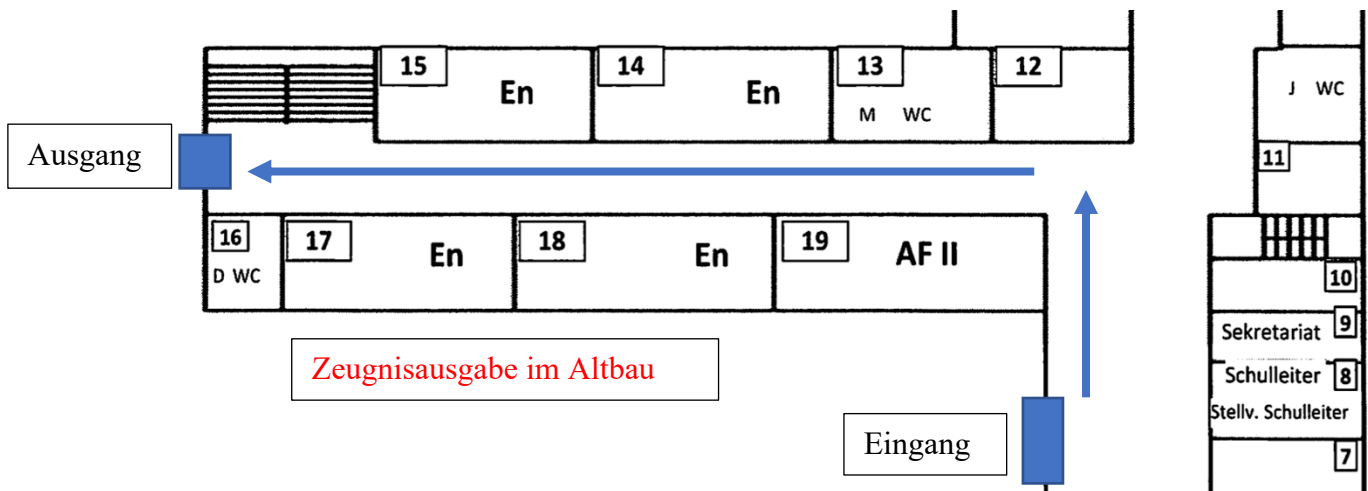 15
En
14
En
13
M WC
12
J WC
11
Ausgang
16
D WC
17
En
18
En
19
AF II
10
9
Sekretariat
8
Schulleiter
Stellv. Schulleiter
7
Zeugnisausgabe im Altbau
Eingang